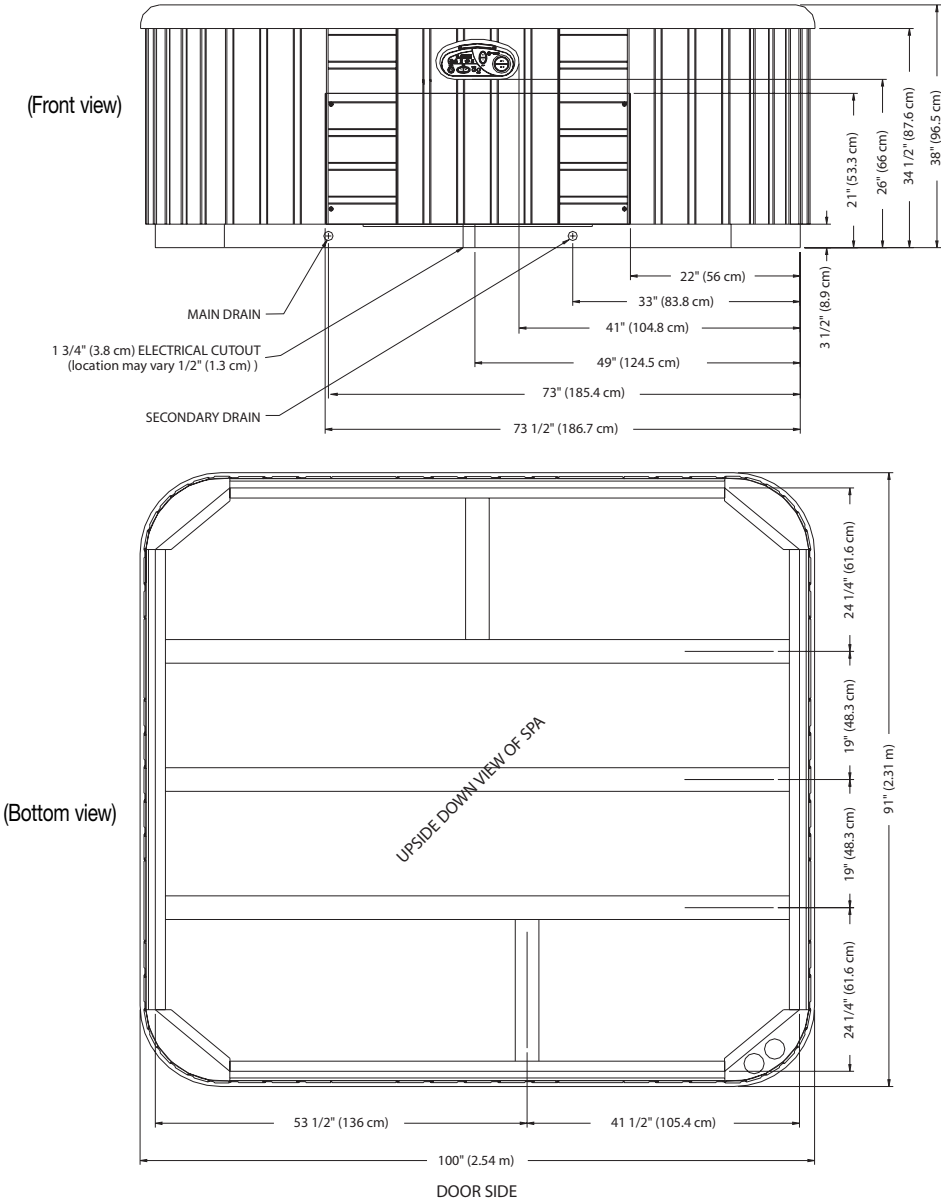 (Front view)
21" (53.3 cm)
26" (66 cm)
34 1/2" (87.6 cm)
38" (96.5 cm)
22" (56 cm)
33" (83.8 cm)
3 1/2" (8.9 cm)
MAIN DRAIN
41" (104.8 cm)
1 3/4" (3.8 cm) ELECTRICAL CUTOUT
(location may vary 1/2" (1.3 cm) )
49" (124.5 cm)
73" (185.4 cm)
SECONDARY DRAIN
73 1/2" (186.7 cm)
24 1/4" (61.6 cm)
19" (48.3 cm)
UPSIDE DOWN VIEW OF SPA
91" (2.31 m)
(Bottom view)
19" (48.3 cm)
24 1/4" (61.6 cm)
53 1/2" (136 cm)
41 1/2" (105.4 cm)
100" (2.54 m)
DOOR SIDE